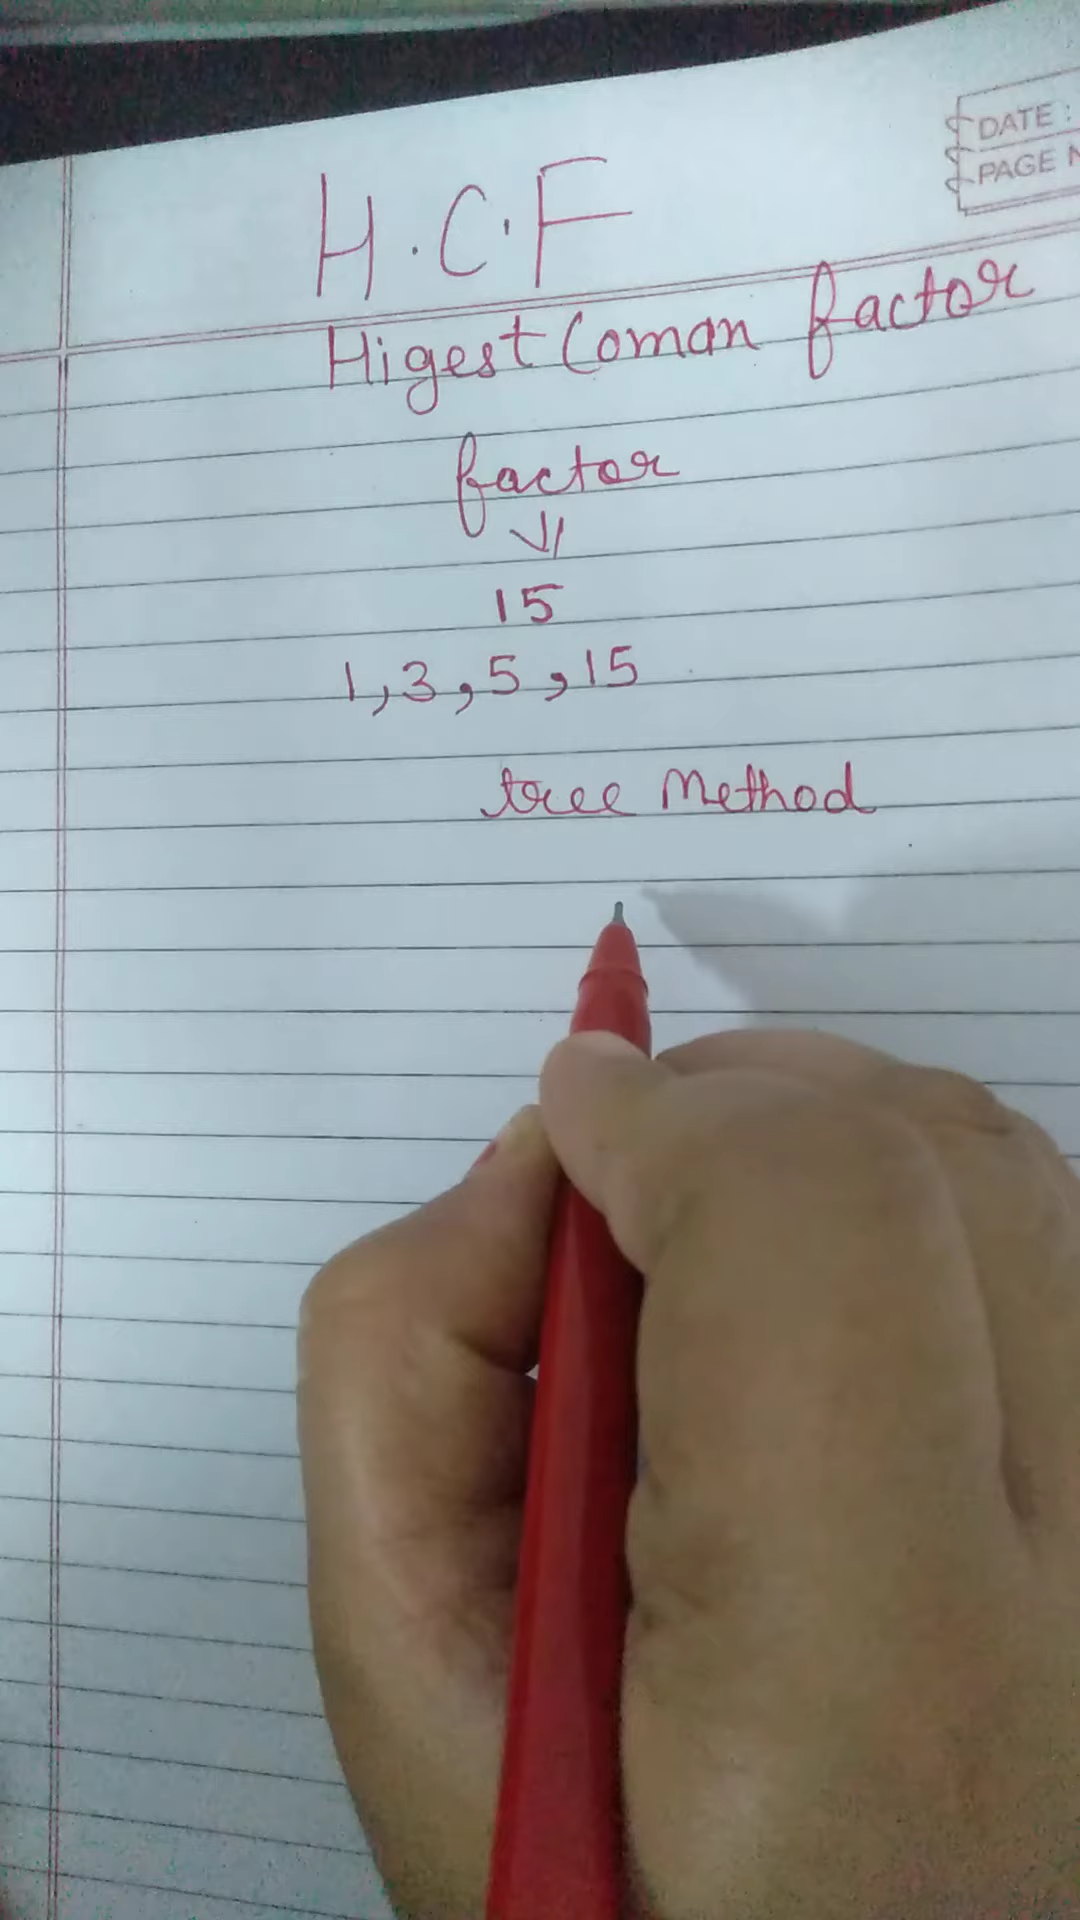 DATE :
PAGE N
H.C.F
Higest Coman factor
factor
15
1,3,5,15
tree Method